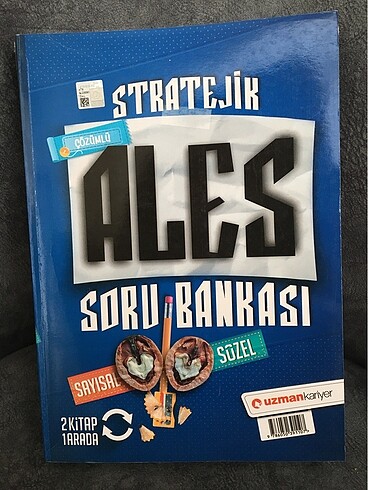 STRATEJİK
ÇÖZÜMLÜ
ALES
SORU BANKASI
SAYISAL
SÖZEL
2 KİTAP
1 ARADA
uzmankariyer